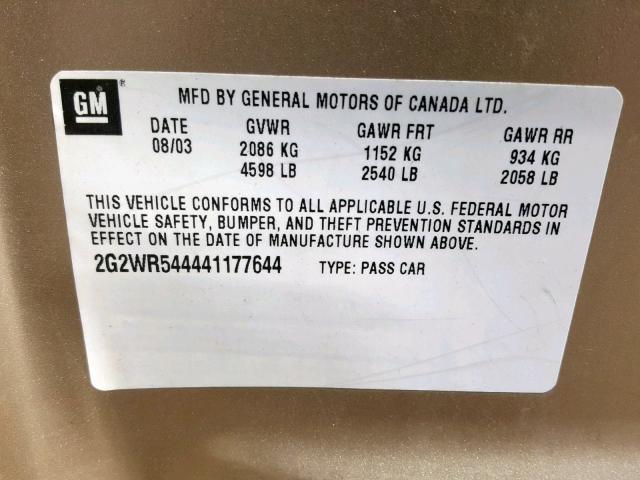 GM
MFD BY GENERAL MOTORS OF CANADA LTD.
DATE GVWR GAWR FRT GAWR RR
08/03 2086 KG 1152 KG 934 KG
4598 LB 2540 LB 2058 LB
THIS VEHICLE CONFORMS TO ALL APPLICABLE U.S. FEDERAL MOTOR
VEHICLE SAFETY, BUMPER, AND THEFT PREVENTION STANDARDS IN
EFFECT ON THE DATE OF MANUFACTURE SHOWN ABOVE.
2G2WR544441177644 TYPE: PASS CAR